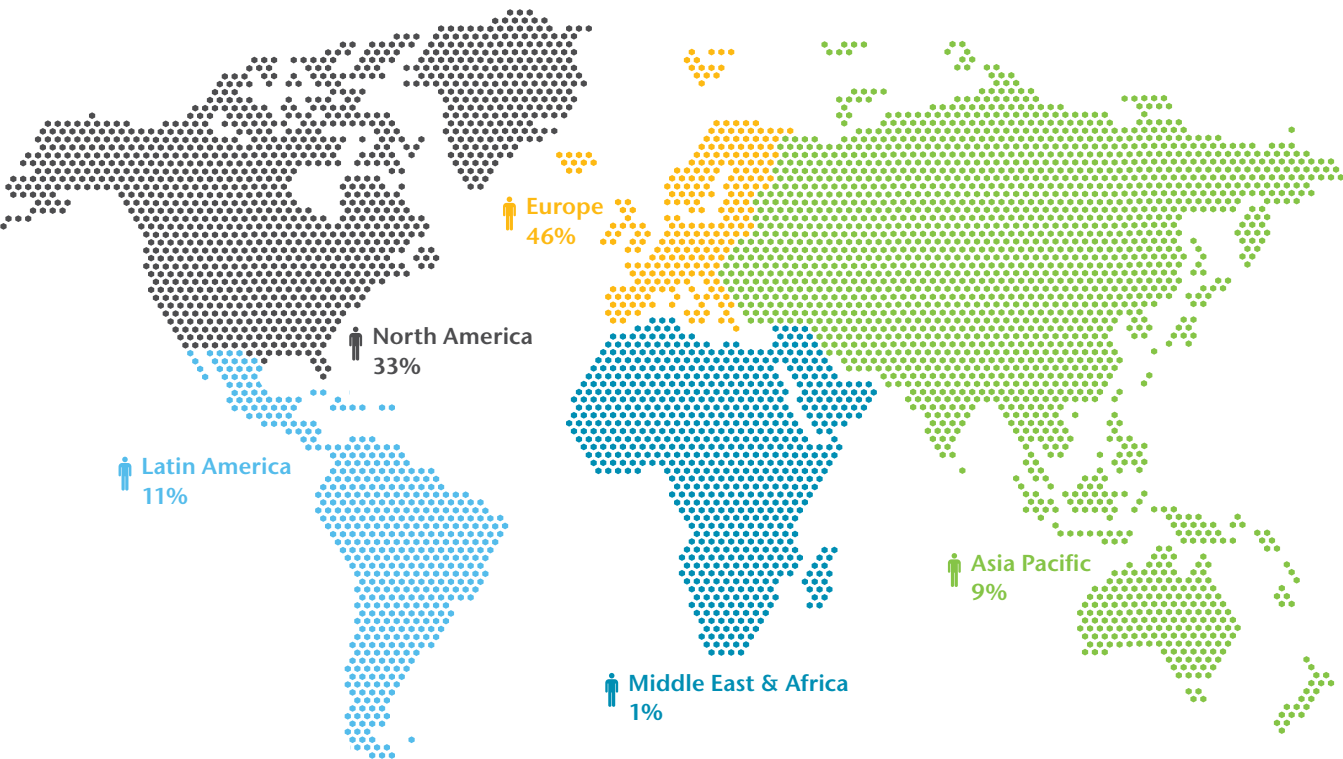 Europe
46%
North America
33%
Latin America
11%
Asia Pacific
9%
Middle East & Africa
1%